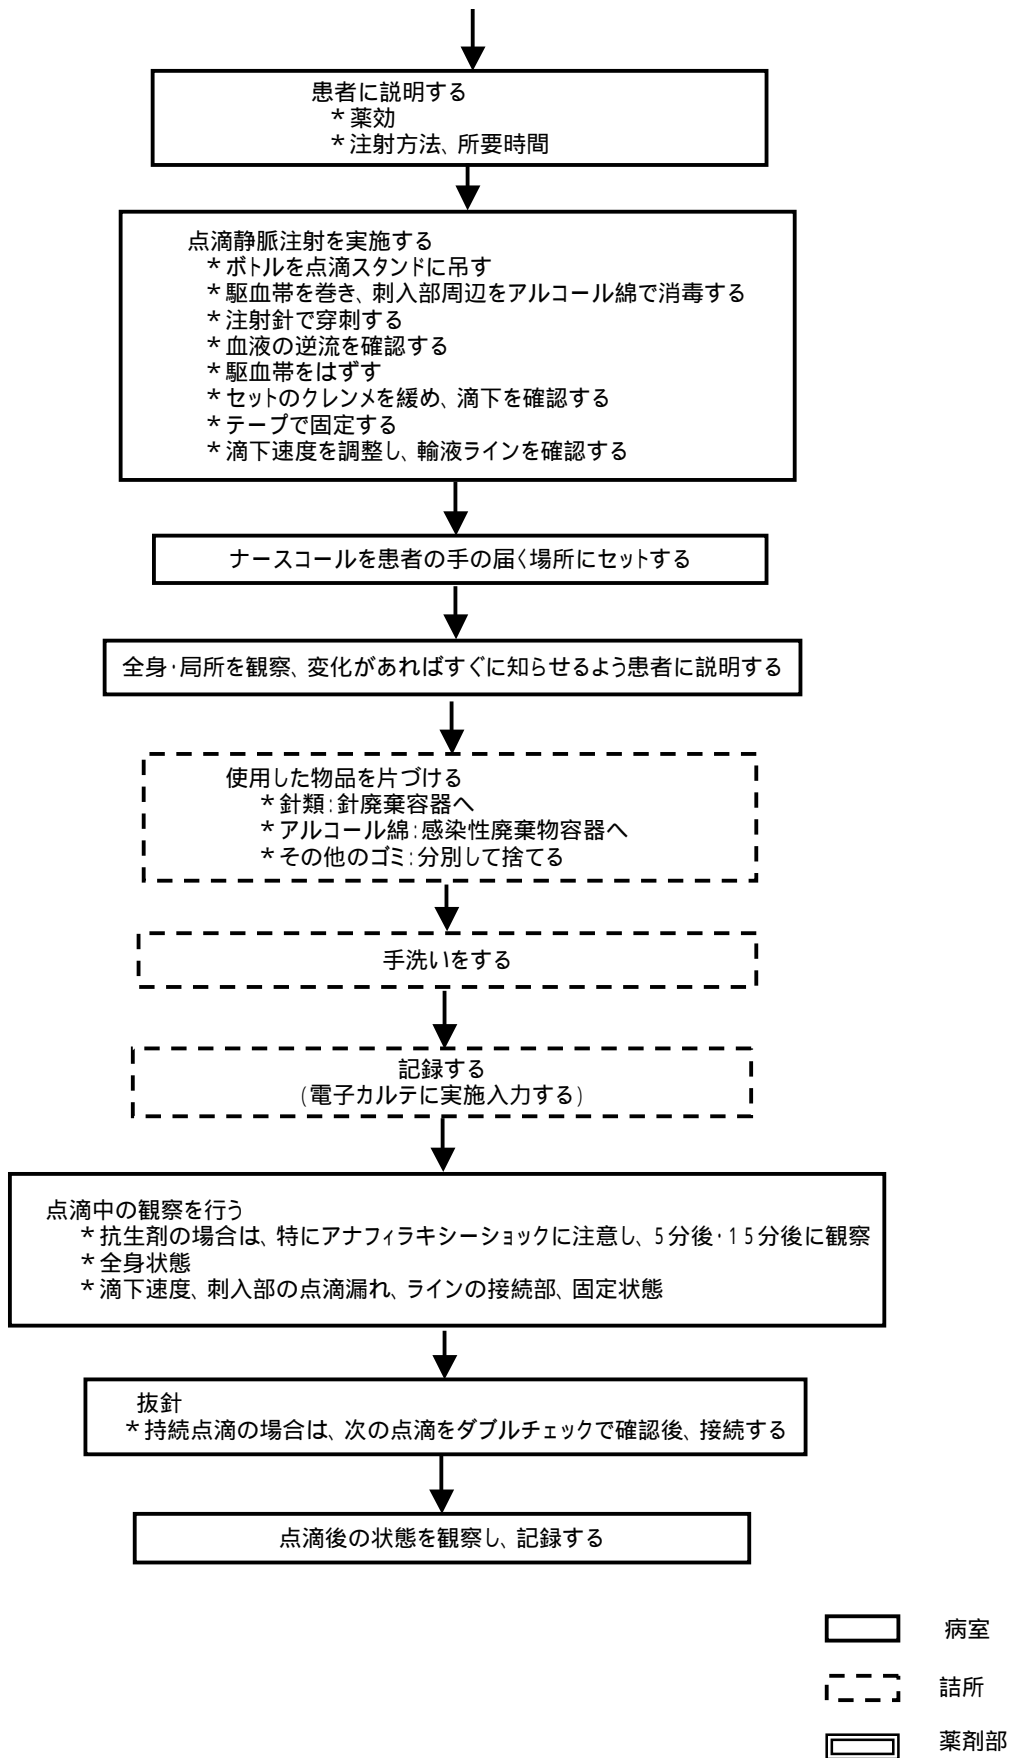 患者に説明する
*薬効
*注射方法、所要時間
点滴静脈注射を実施する
*ボトルを点滴スタンドに吊す
*駆血帯を巻き、刺入部周辺をアルコール綿で消毒する
*注射針で穿刺する
*血液の逆流を確認する
*駆血帯をはずす
*セットのクレンメを緩め、滴下を確認する
*テープで固定する
*滴下速度を調整し、輸液ラインを確認する
ナースコールを患者の手の届く場所にセットする
全身・局所を観察、変化があればすぐに知らせるよう患者に説明する
使用した物品を片づける
*針類:針廃棄容器へ
*アルコール綿:感染性廃棄物容器へ
*その他のゴミ:分別して捨てる
手洗いをする
記録する
(電子カルテに実施入力する)
点滴中の観察を行う
*抗生剤の場合は、特にアナフィラキシーショックに注意し、5分後・15分後に観察
*全身状態
*滴下速度、刺入部の点滴漏れ、ラインの接続部、固定状態
抜針
*持続点滴の場合は、次の点滴をダブルチェックで確認後、接続する
点滴後の状態を観察し、記録する
病室
詰所
薬剤部